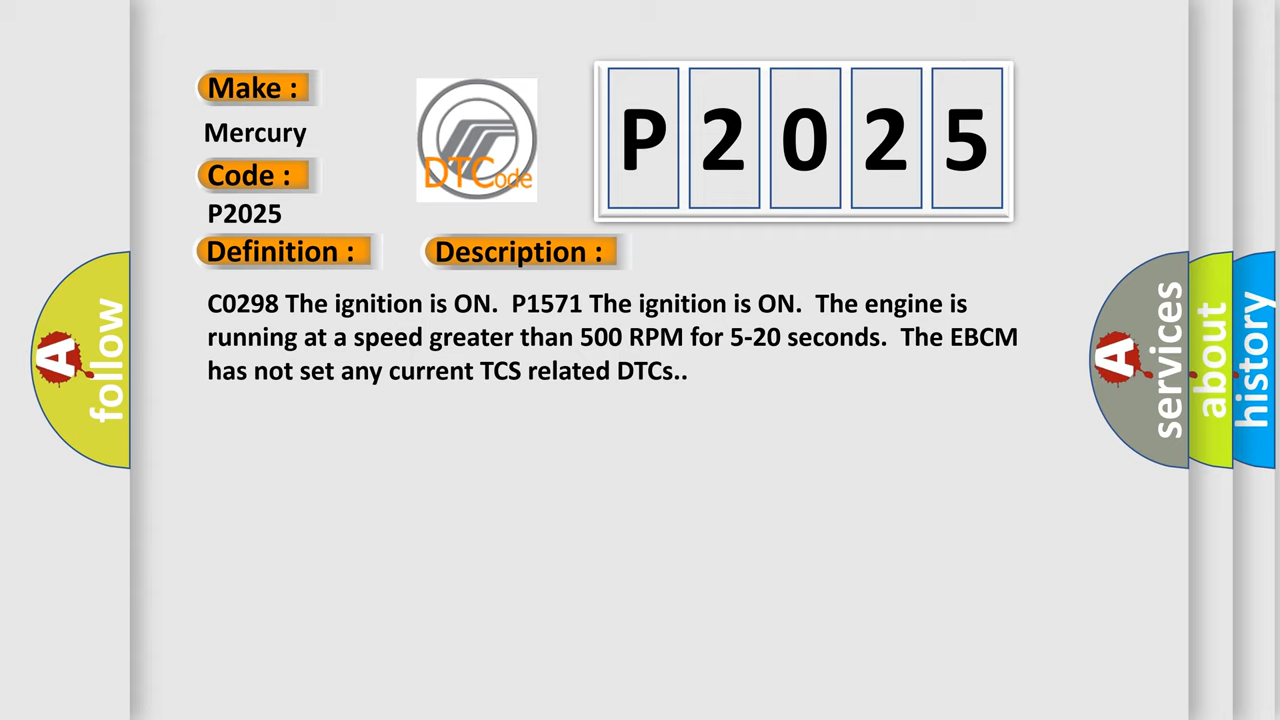 Make :
Mercury
Code :
P2025
Definition :
Description :
DTCode
P2025
C0298 The ignition is ON. P1571 The ignition is ON. The engine is
running at a speed greater than 500 RPM for 5-20 seconds. The EBCM
has not set any current TCS related DTCs..
A follow
A services
about
history